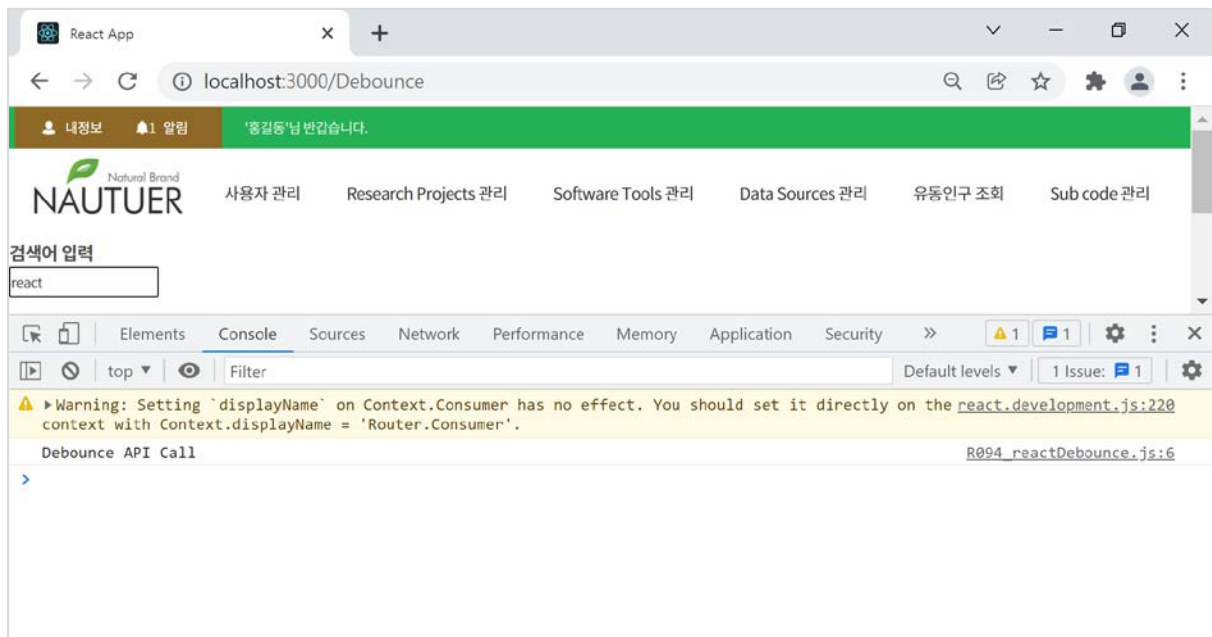 React App
localhost:3000/Debounce
내정보 1 알림 '홍길동'님 반갑습니다.
Natural Brand
NAUTUER 사용자 관리 Research Projects 관리 Software Tools 관리 Data Sources 관리 유동인구 조회 Sub code 관리
검색어 입력
react
Elements Console Sources Network Performance Memory Application Security » 1 1
top Filter Default levels 1 Issue: 1
Warning: Setting `displayName` on Context.Consumer has no effect. You should set it directly on the react.development.js:220
context with Context.displayName = 'Router.Consumer'.
Debounce API Call R094_reactDebounce.js:6
>